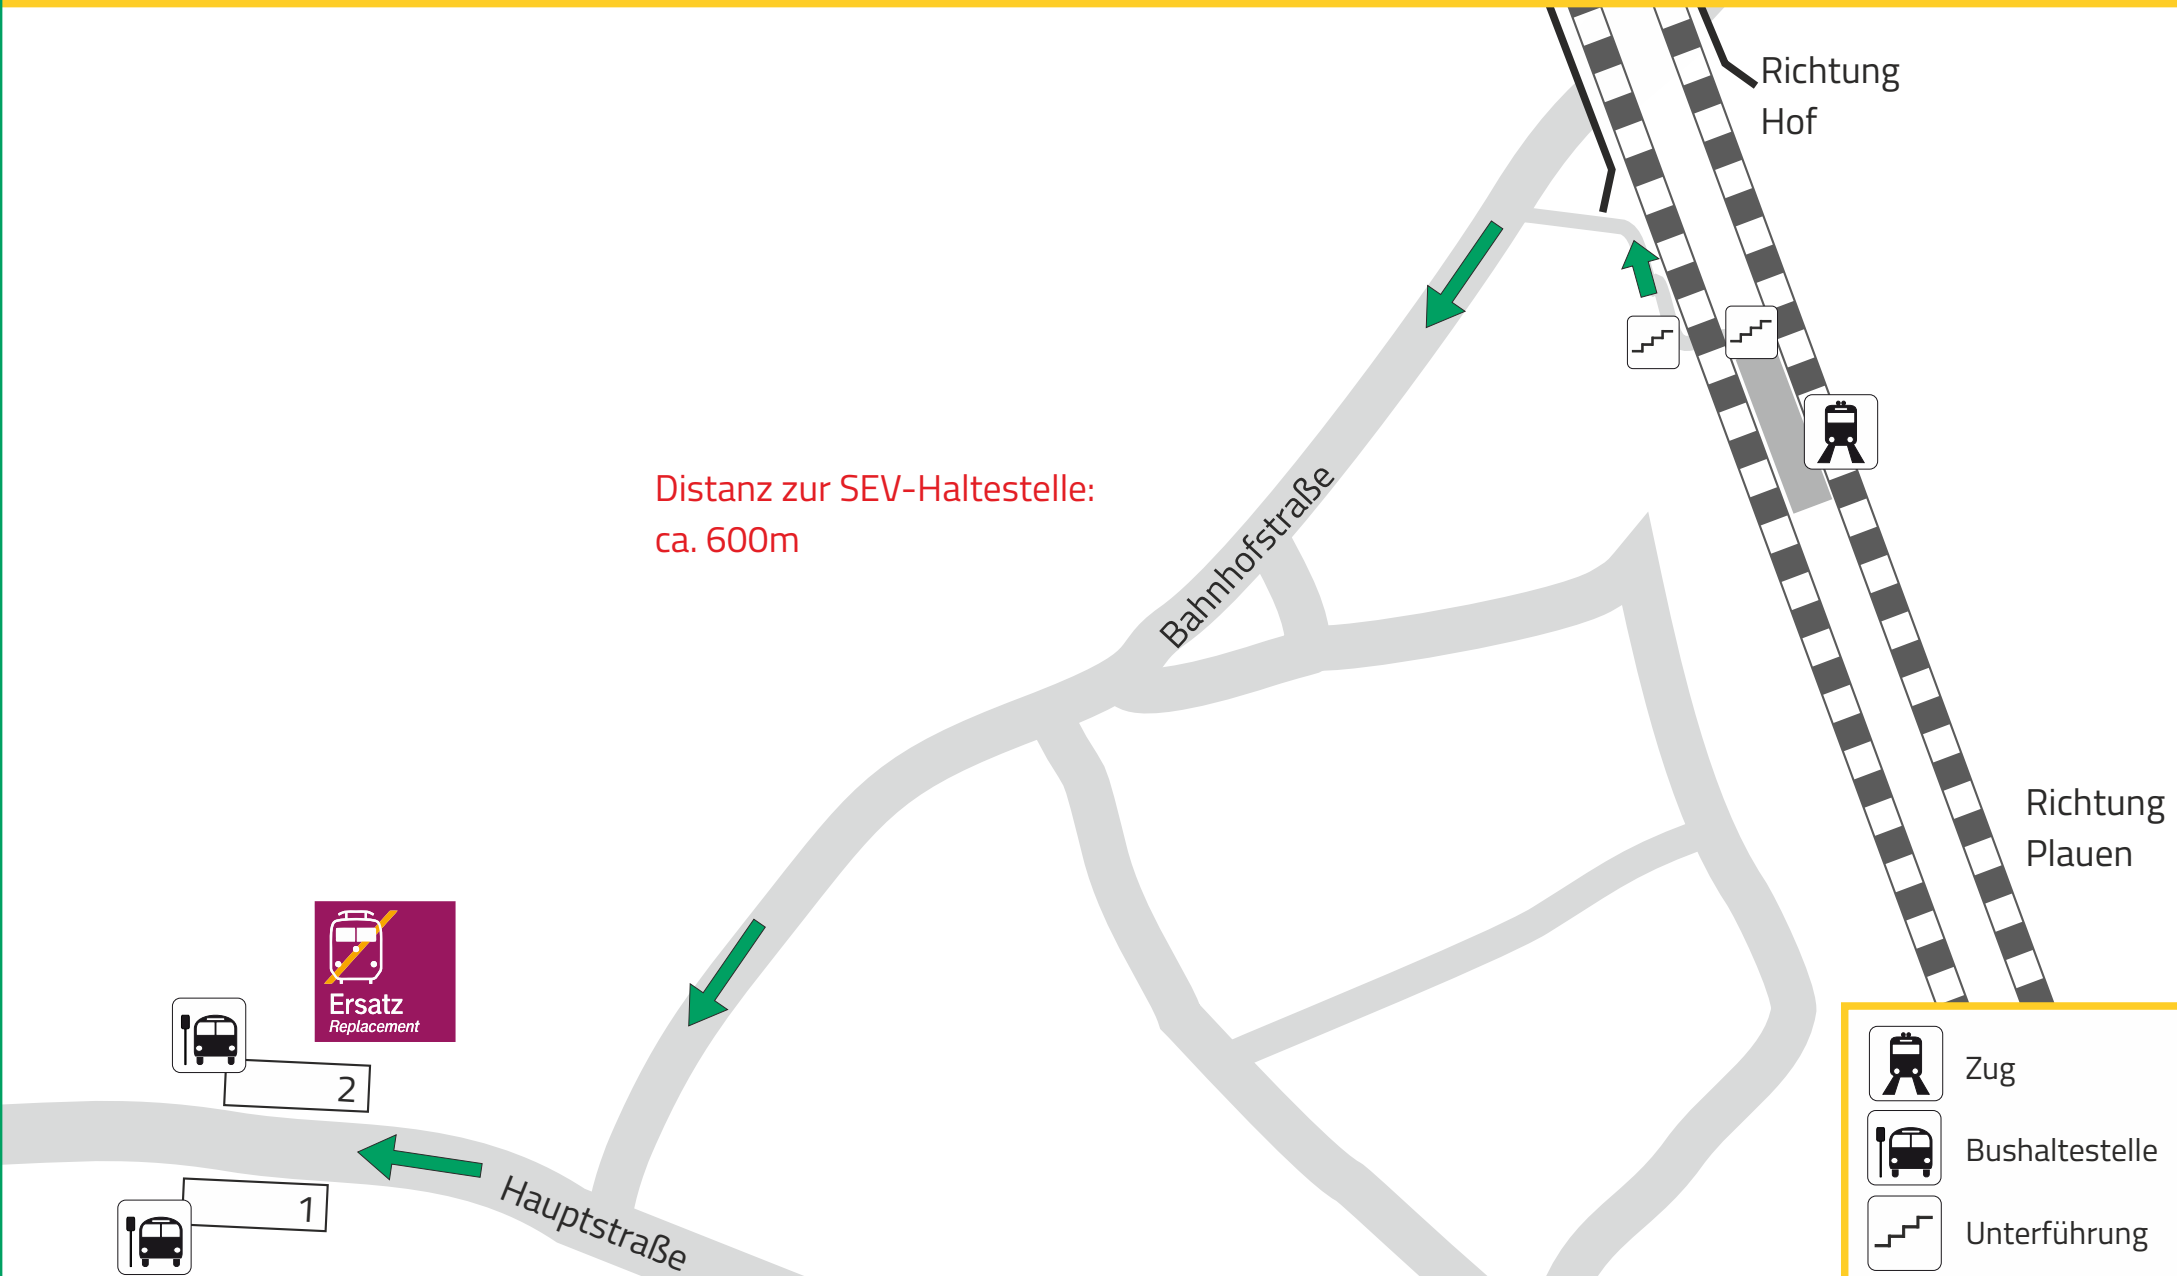 Richtung
Hof
Distanz zur SEV-Haltestelle:
ca. 600m
Bahnhofstraße
Richtung
Plauen
Ersatz
Replacement
2
1
Hauptstraße
Zug
Bushaltestelle
Unterführung